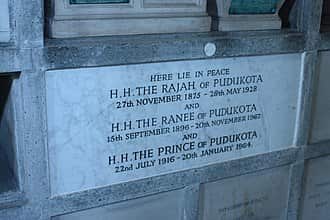 HERE LIE IN PEACE
H.H. THE RAJAH OF PUDUKOTA
27th NOVEMBER 1875 - 28th MAY 1928
AND
H.H. THE RANEE OF PUDUKOTA
15th SEPTEMBER 1896 - 20th NOVEMBER 1967
AND
H.H. THE PRINCE OF PUDUKOTA
22nd JULY 1916 - 20th JANUARY 1984